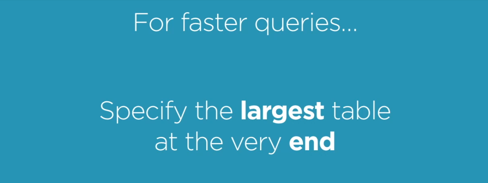 For faster queries...
Specify the largest table
at the very end